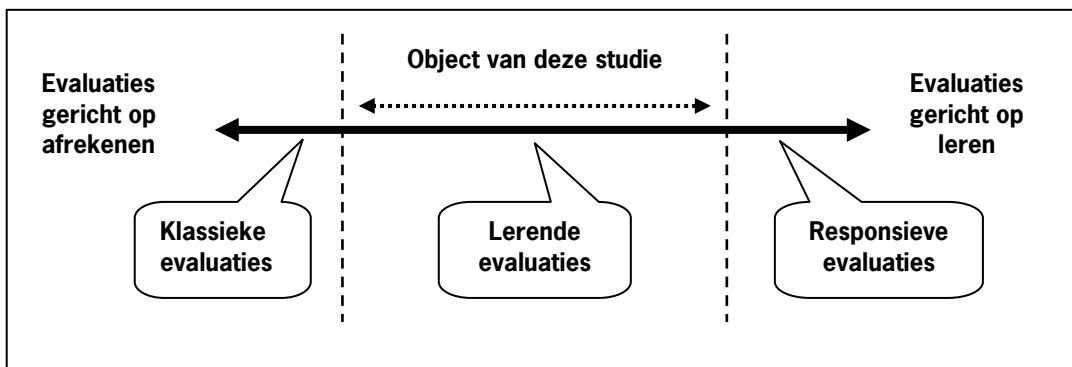 Object van deze studie
Evaluaties
gericht op
afrekenen
Evaluaties
gericht op
leren
Klassieke
evaluaties
Lerende
evaluaties
Responsieve
evaluaties